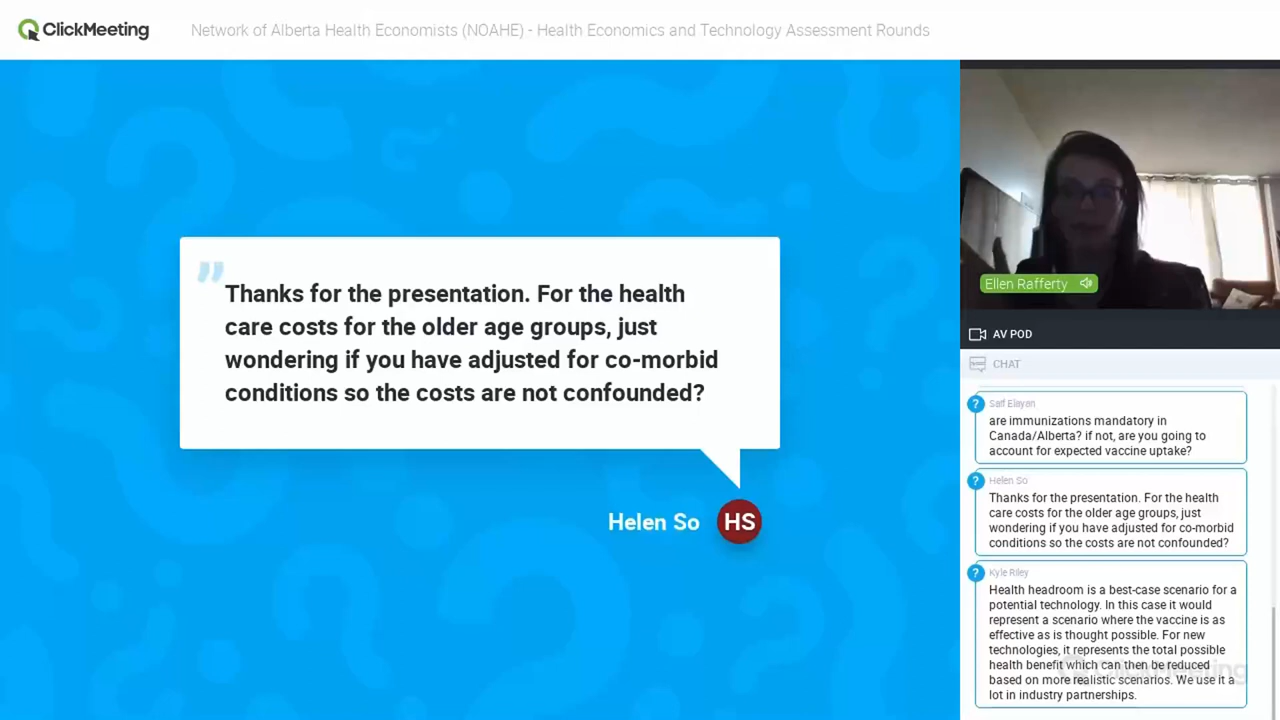 ClickMeeting
Network of Alberta Health Economists (NOAHE) - Health Economics and Technology Assessment Rounds
Thanks for the presentation. For the health
care costs for the older age groups, just
wondering if you have adjusted for co-morbid
conditions so the costs are not confounded?
Helen So
HS
Ellen Rafferty
AV POD
CHAT
Saif Elayan
are immunizations mandatory in
Canada/Alberta? if not, are you going to
account for expected vaccine uptake?
Helen So
Thanks for the presentation. For the health
care costs for the older age groups, just
wondering if you have adjusted for co-morbid
conditions so the costs are not confounded?
Kyle Riley
Health headroom is a best-case scenario for a
potential technology. In this case it would
represent a scenario where the vaccine is as
effective as is thought possible. For new
technologies, it represents the total possible
health benefit which can then be reduced
based on more realistic scenarios. We use it a
lot in industry partnerships.
ClickMeeting